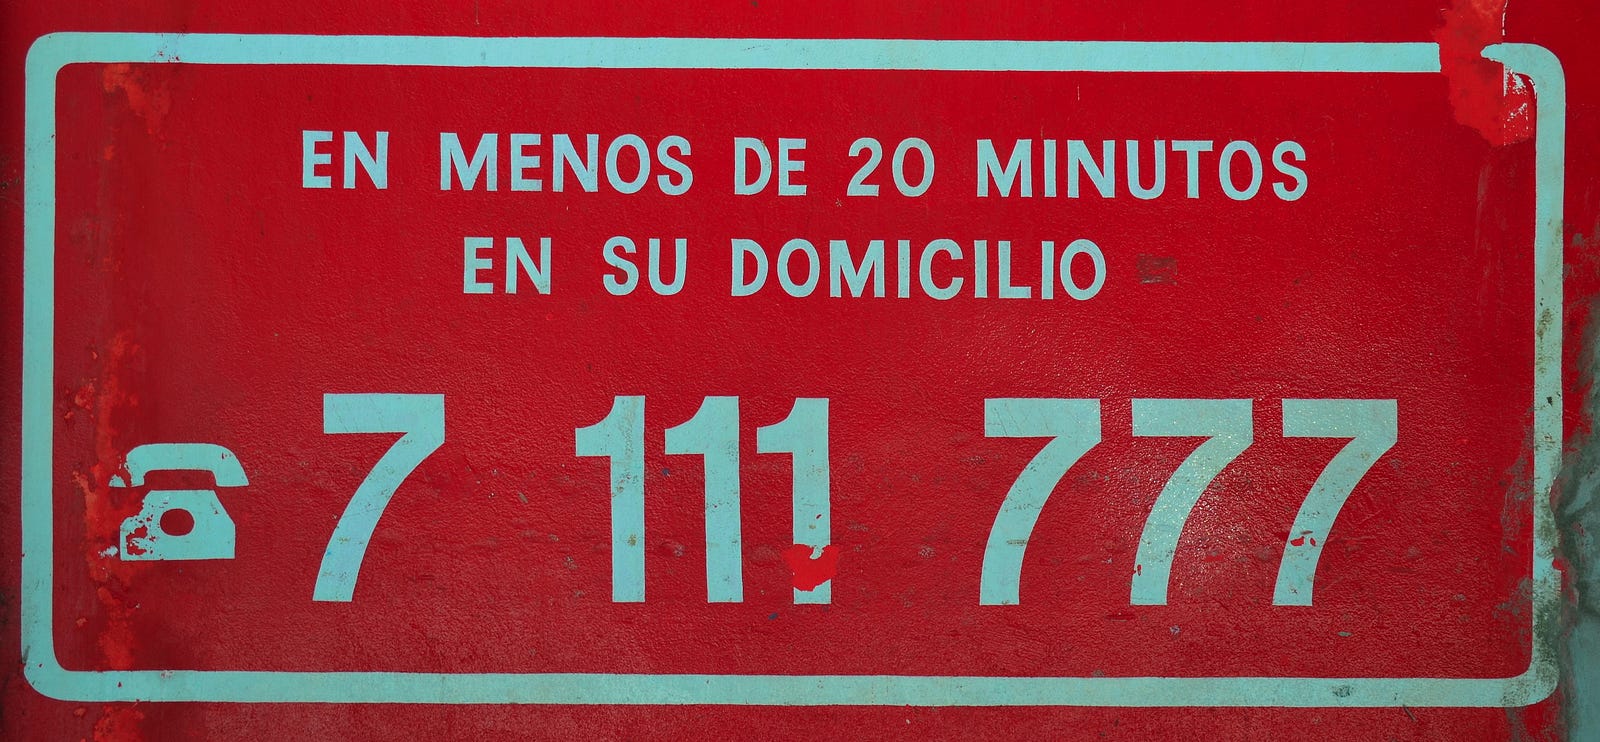 EN MENOS DE 20 MINUTOS
EN SU DOMICILIO
7 111 777